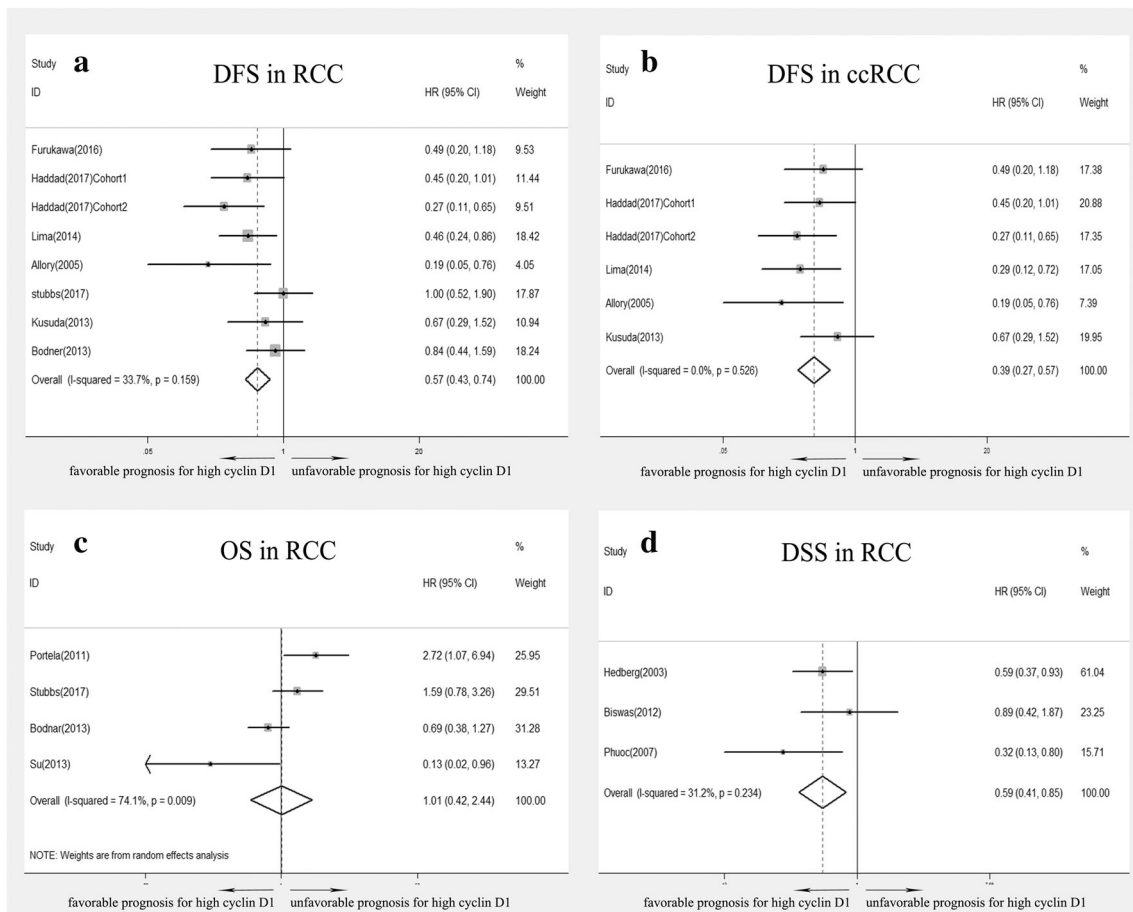 Study a DFS in RCC %
ID HR (95% CI) Weight
Furukawa(2016) 0.49 (0.20, 1.18) 9.53
Haddad(2017)Cohort1 0.45 (0.20, 1.01) 11.44
Haddad(2017)Cohort2 0.27 (0.11, 0.65) 9.51
Lima(2014) 0.46 (0.24, 0.86) 18.42
Allory(2005) 0.19 (0.05, 0.76) 4.05
stubbs(2017) 1.00 (0.52, 1.90) 17.87
Kusuda(2013) 0.67 (0.29, 1.52) 10.94
Bodner(2013) 0.84 (0.44, 1.59) 18.24
Overall (I-squared = 33.7%, p = 0.159) 0.57 (0.43, 0.74) 100.00
.05 1 20
favorable prognosis for high cyclin D1 unfavorable prognosis for high cyclin D1
Study b DFS in ccRCC %
ID HR (95% CI) Weight
Furukawa(2016) 0.49 (0.20, 1.18) 17.38
Haddad(2017)Cohort1 0.45 (0.20, 1.01) 20.88
Haddad(2017)Cohort2 0.27 (0.11, 0.65) 17.35
Lima(2014) 0.29 (0.12, 0.72) 17.05
Allory(2005) 0.19 (0.05, 0.76) 7.39
Kusuda(2013) 0.67 (0.29, 1.52) 19.95
Overall (I-squared = 0.0%, p = 0.526) 0.39 (0.27, 0.57) 100.00
.05 1 20
favorable prognosis for high cyclin D1 unfavorable prognosis for high cyclin D1
Study c OS in RCC %
ID HR (95% CI) Weight
Portela(2011) 2.72 (1.07, 6.94) 25.95
Stubbs(2017) 1.59 (0.78, 3.26) 29.51
Bodnar(2013) 0.69 (0.38, 1.27) 31.28
Su(2013) 0.13 (0.02, 0.96) 13.27
Overall (I-squared = 74.1%, p = 0.009) 1.01 (0.42, 2.44) 100.00
NOTE: Weights are from random effects analysis
favorable prognosis for high cyclin D1 unfavorable prognosis for high cyclin D1
Study d DSS in RCC %
ID HR (95% CI) Weight
Hedberg(2003) 0.59 (0.37, 0.93) 61.04
Biswas(2012) 0.89 (0.42, 1.87) 23.25
Phuoc(2007) 0.32 (0.13, 0.80) 15.71
Overall (I-squared = 31.2%, p = 0.234) 0.59 (0.41, 0.85) 100.00
favorable prognosis for high cyclin D1 unfavorable prognosis for high cyclin D1